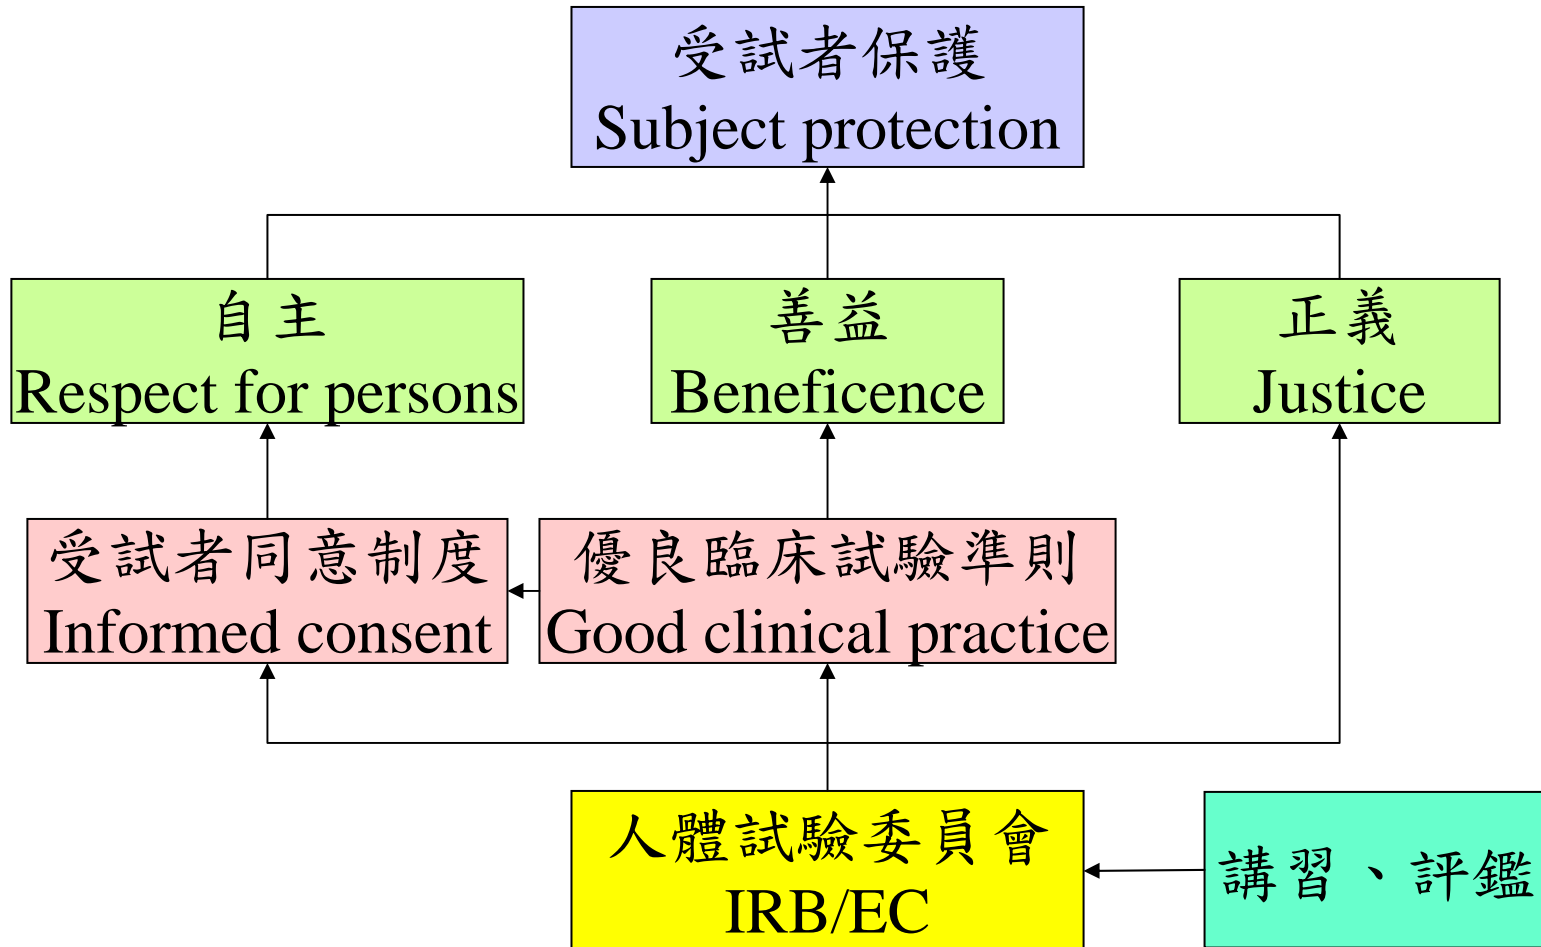 受試者保護
Subject protection
自主
Respect for persons
善益
Beneficence
正義
Justice
受試者同意制度
Informed consent
優良臨床試驗準則
Good clinical practice
人體試驗委員會
IRB/EC
講習、評鑑